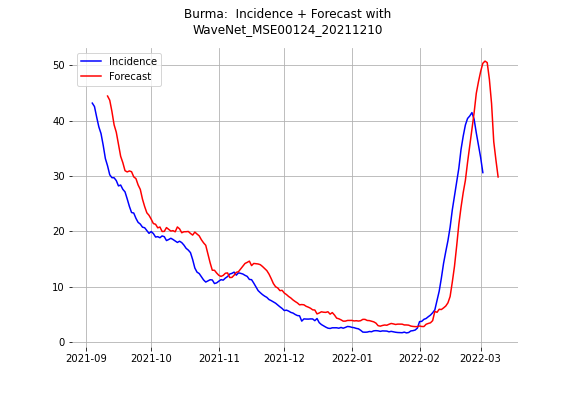 Burma:  Incidence + Forecast with
WaveNet_MSE00124_20211210
Incidence
Forecast
50
40
30
20
10
0
2021-09 2021-10 2021-11 2021-12 2022-01 2022-02 2022-03